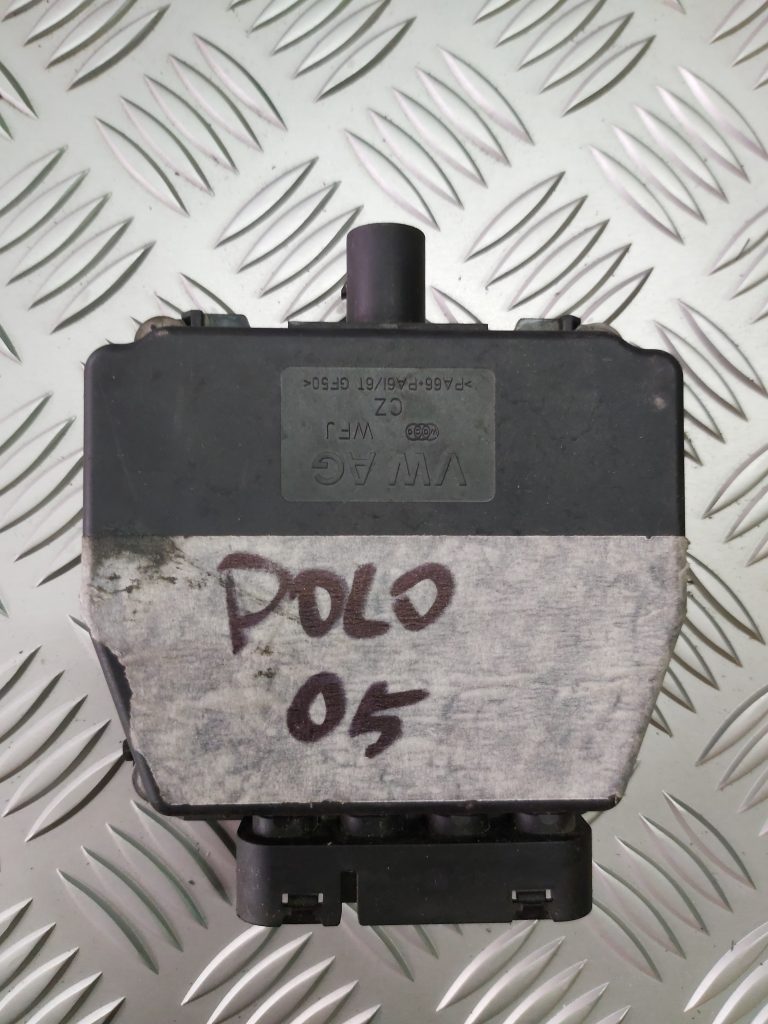 VW AG
WFJ
CZ
>PA66+PA6I/6T GF50<
POLO
05